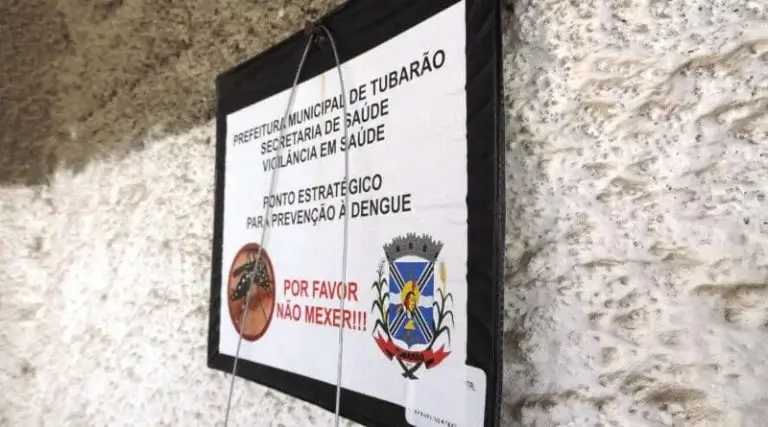 PREFEITURA MUNICIPAL DE TUBARÃO
SECRETARIA DE SAÚDE
VIGILÂNCIA EM SAÚDE
PONTO ESTRATÉGICO
PARA PREVENÇÃO À DENGUE
POR FAVOR
NÃO MEXER!!!
TUBARÃO